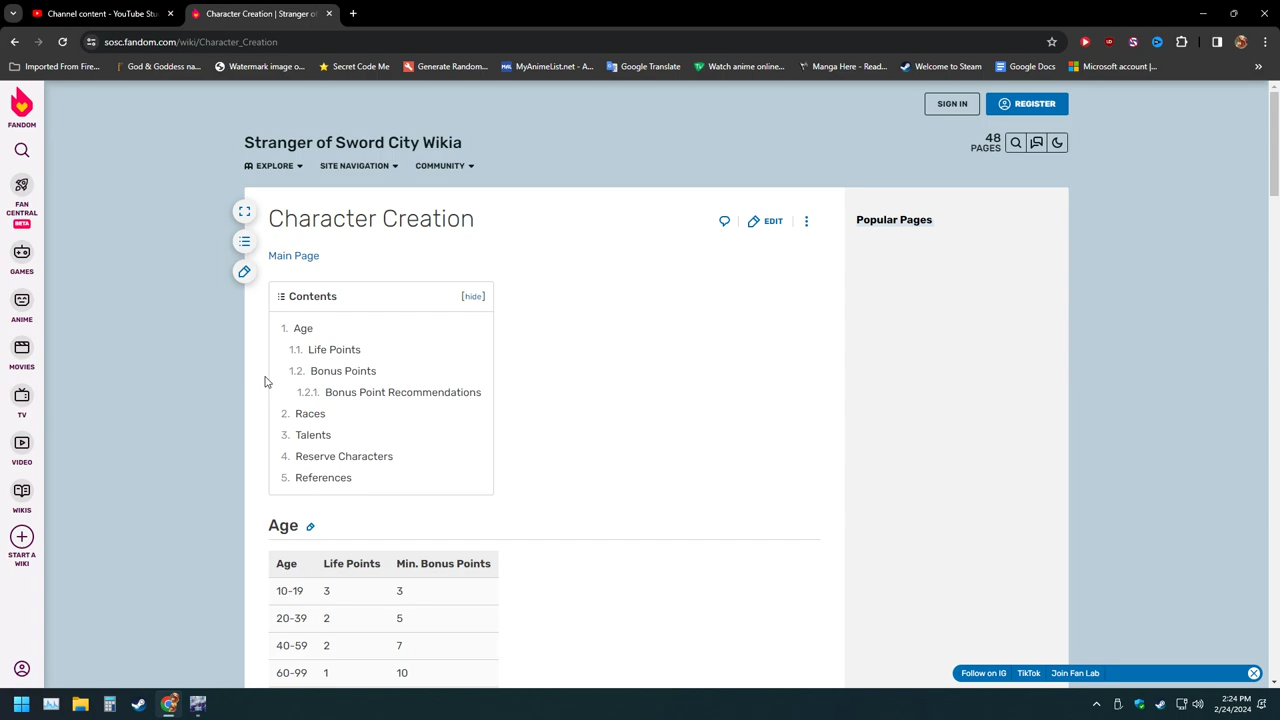 Channel content - YouTube Stu
Character Creation | Stranger of
sosc.fandom.com/wiki/Character_Creation
Imported From Fire...
God & Goddess na...
Watermark image o...
Secret Code Me
Generate Random...
MyAnimeList.net - A...
Google Translate
Watch anime online...
Manga Here - Read...
Welcome to Steam
Google Docs
Microsoft account |...
FANDOM
FAN CENTRAL
BETA
GAMES
ANIME
MOVIES
TV
VIDEO
WIKIS
START A WIKI
SIGN IN
REGISTER
Stranger of Sword City Wikia
48 PAGES
EXPLORE
SITE NAVIGATION
COMMUNITY
Character Creation
EDIT
Popular Pages
Main Page
Contents [hide]
1. Age
1.1. Life Points
1.2. Bonus Points
1.2.1. Bonus Point Recommendations
2. Races
3. Talents
4. Reserve Characters
5. References
Age
Age Life Points Min. Bonus Points
10-19 3 3
20-39 2 5
40-59 2 7
60-99 1 10
Follow on IG TikTok Join Fan Lab
2:24 PM
2/24/2024